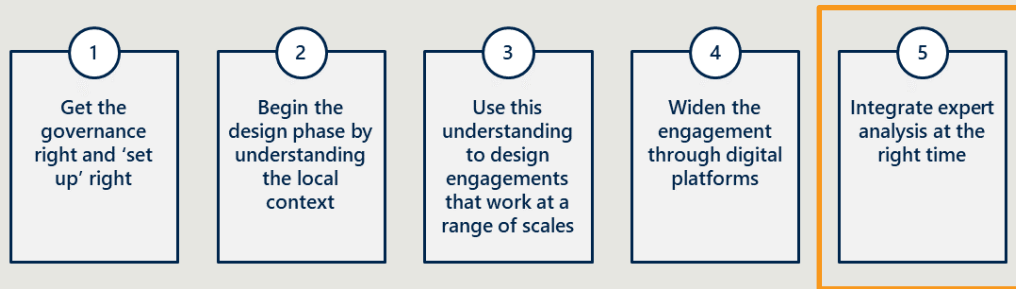 1
Get the
governance
right and ‘set
up’ right
2
Begin the
design phase by
understanding
the local
context
3
Use this
understanding
to design
engagements
that work at a
range of scales
4
Widen the
engagement
through digital
platforms
5
Integrate expert
analysis at the
right time